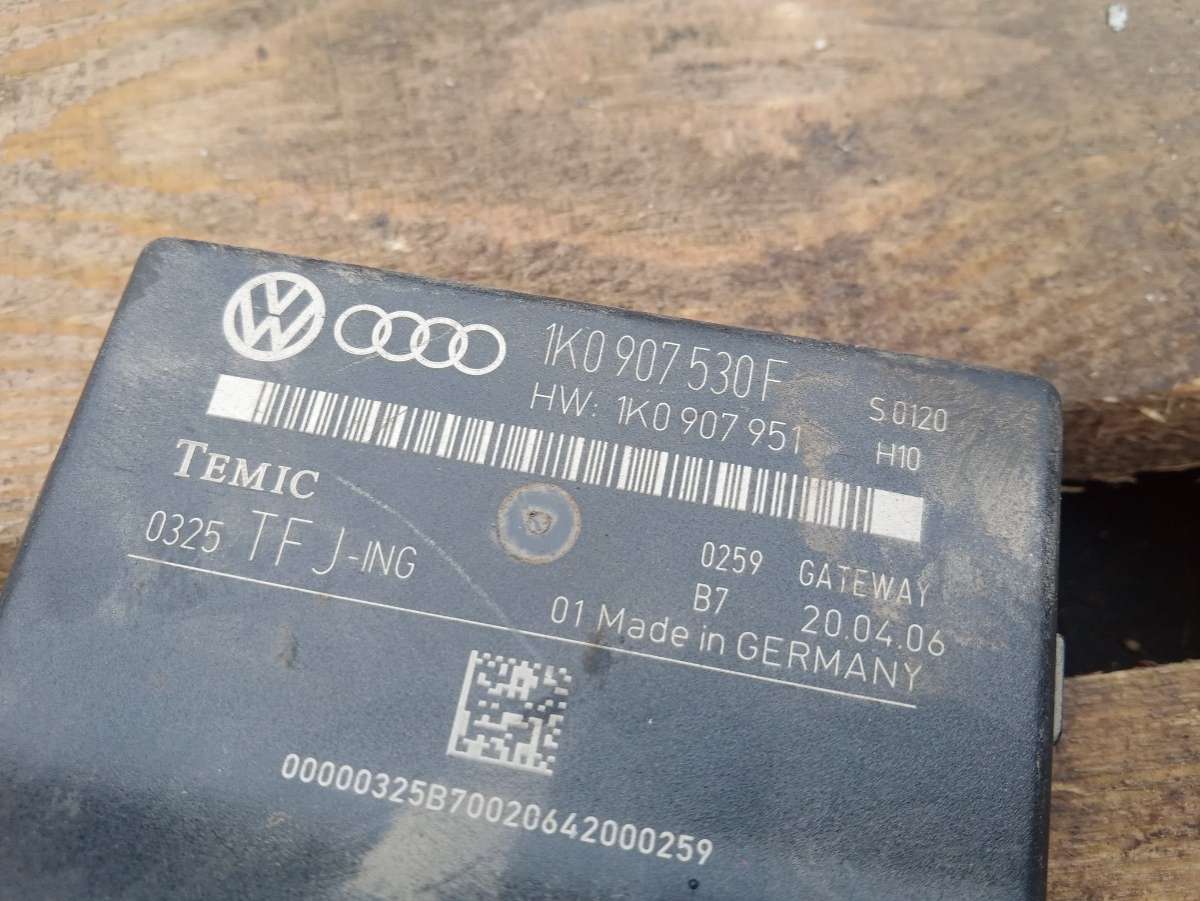 1K0 907 530 F
HW: 1K0 907 951
S 0120
H10
TEMIC
0325 TF J-ING
0259 GATEWAY
B7 20.04.06
01 Made in GERMANY
00000325B70020642000259